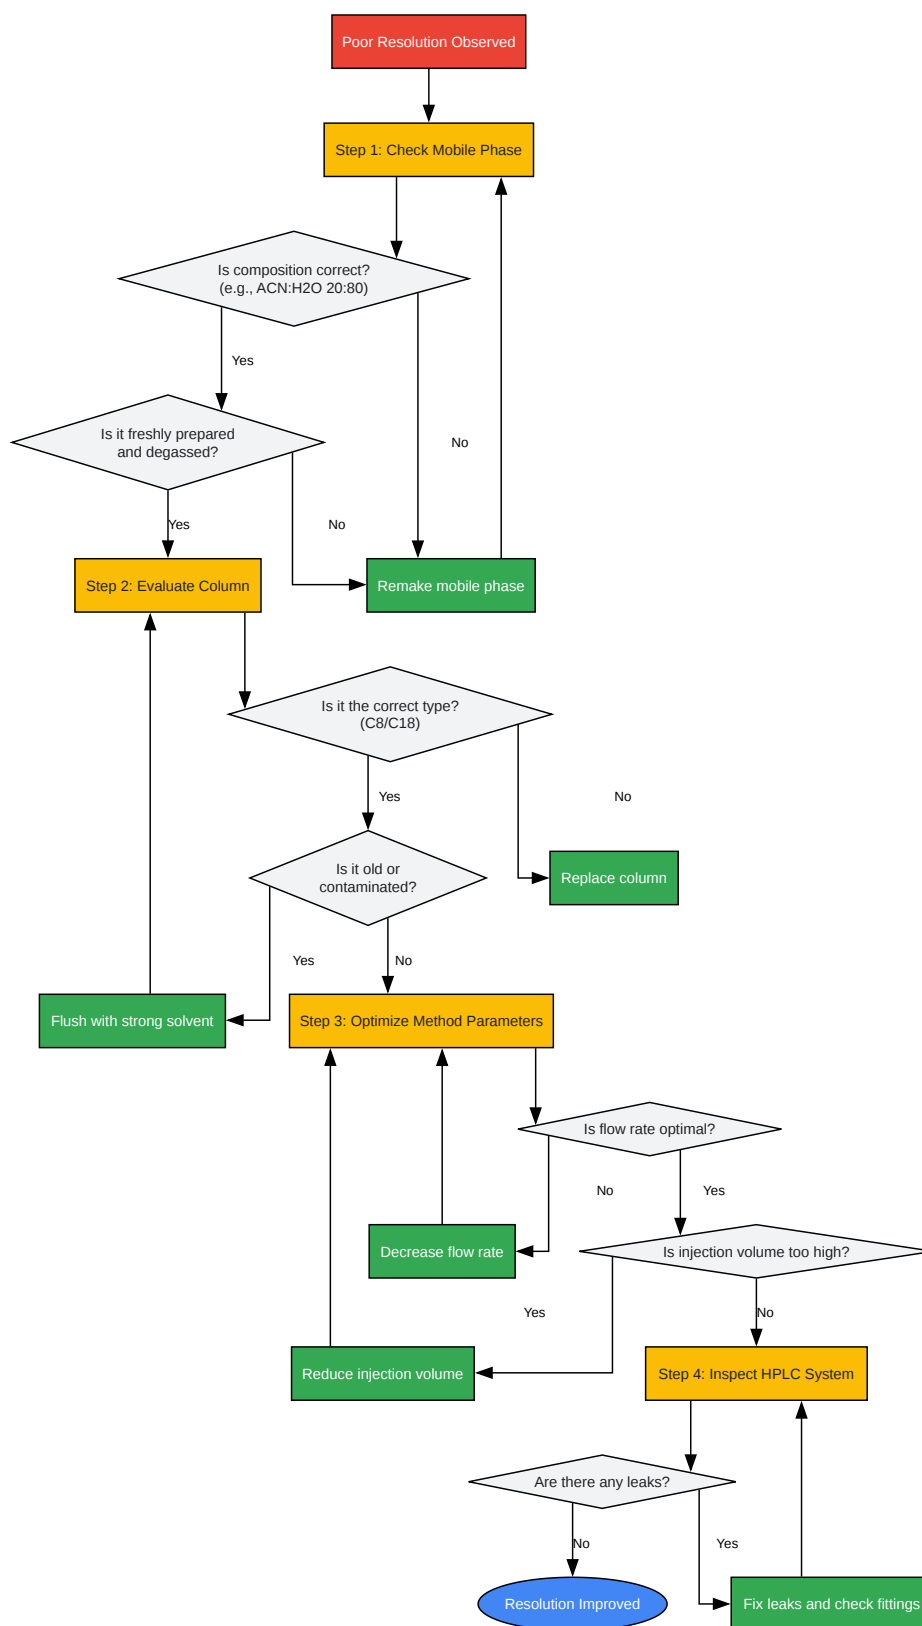 Poor Resolution Observed
Step 1: Check Mobile Phase
Is composition correct?
(e.g., ACN:H2O 20:80)
Yes
Is it freshly prepared
and degassed?
No
Yes
No
Step 2: Evaluate Column
Remake mobile phase
Is it the correct type?
(C8/C18)
Yes
No
Is it old or
contaminated?
Replace column
Yes
No
Flush with strong solvent
Step 3: Optimize Method Parameters
Is flow rate optimal?
No
Yes
Decrease flow rate
Is injection volume too high?
Yes
No
Reduce injection volume
Step 4: Inspect HPLC System
Are there any leaks?
No
Yes
Resolution Improved
Fix leaks and check fittings